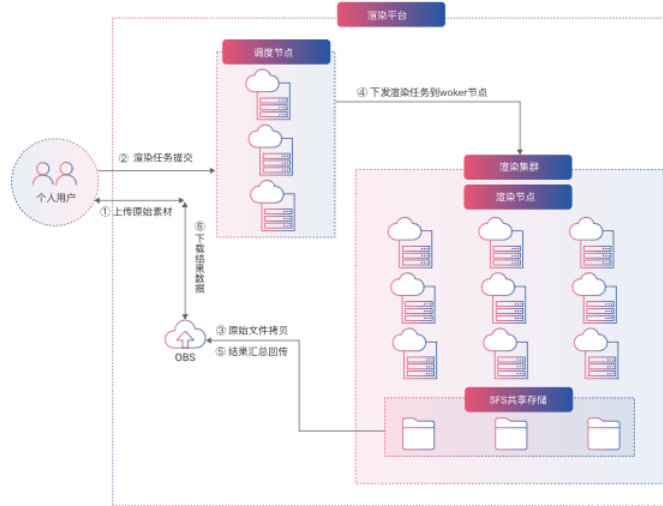 渲染平台
调度节点
④ 下发渲染任务到woker节点
② 渲染任务提交
渲染集群
渲染节点
个人用户
① 上传原始素材
⑥下载结果数据
③ 原始文件拷贝
OBS
⑤ 结果汇总回传
SFS共享存储